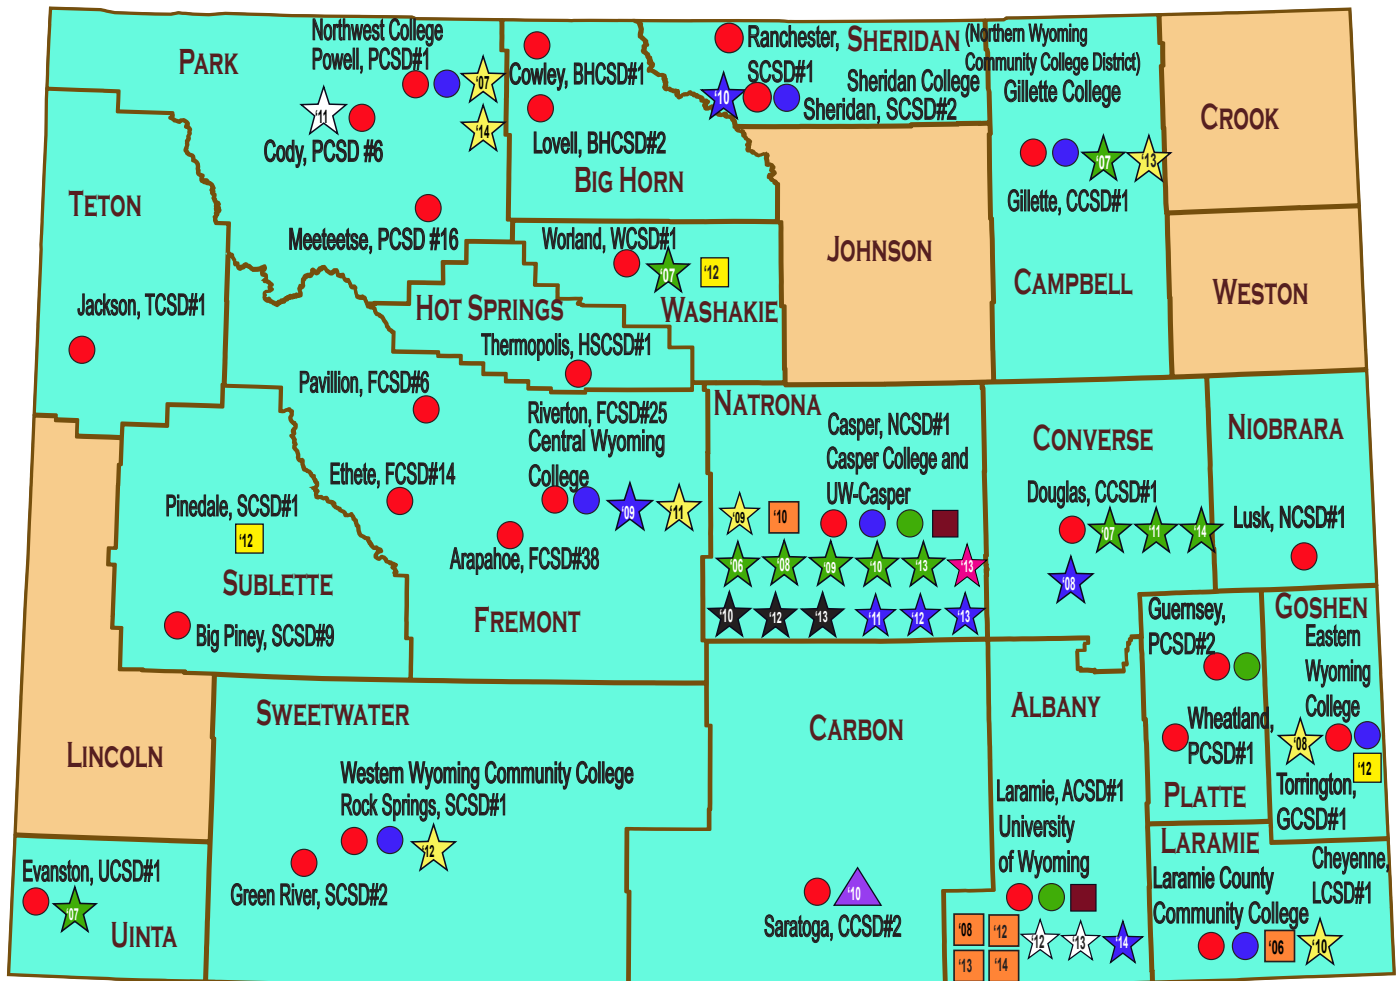 PARK
Northwest College
Powell, PCSD#1
'07
'14
'11
Cody, PCSD #6
Meeteetse, PCSD #16
Cowley, BHCSD#1
Lovell, BHCSD#2
BIG HORN
Ranchester,
SCSD#1
SHERIDAN
Sheridan College
Sheridan, SCSD#2
'10
(Northern Wyoming
Community College District)
Gillette College
'07
'13
Gillette, CCSD#1
CAMPBELL
CROOK
WESTON
TETON
Jackson, TCSD#1
JOHNSON
Worland, WCSD#1
'07
'12
WASHAKIE
HOT SPRINGS
Thermopolis, HSCSD#1
Pavillion, FCSD#6
Ethete, FCSD#14
Riverton, FCSD#25
Central Wyoming
College
'09
'11
Arapahoe, FCSD#38
FREMONT
Pinedale, SCSD#1
'12
SUBLETTE
Big Piney, SCSD#9
NATRONA
Casper, NCSD#1
Casper College and
UW-Casper
'09
'10
'06
'08
'09
'10
'13
'13
'10
'12
'13
'11
'12
'13
CONVERSE
Douglas, CCSD#1
'07
'11
'14
'08
NIOBRARA
Lusk, NCSD#1
LINCOLN
SWEETWATER
Western Wyoming Community College
Rock Springs, SCSD#1
'12
Green River, SCSD#2
Evanston, UCSD#1
'07
UINTA
CARBON
'10
Saratoga, CCSD#2
ALBANY
Laramie, ACSD#1
University
of Wyoming
'08
'12
'13
'14
'12
'13
'14
Guernsey,
PCSD#2
Wheatland,
PCSD#1
PLATTE
GOSHEN
Eastern
Wyoming
College
'08
'12
Torrington,
GCSD#1
LARAMIE
Laramie County
Community College
Cheyenne,
LCSD#1
'06
'10